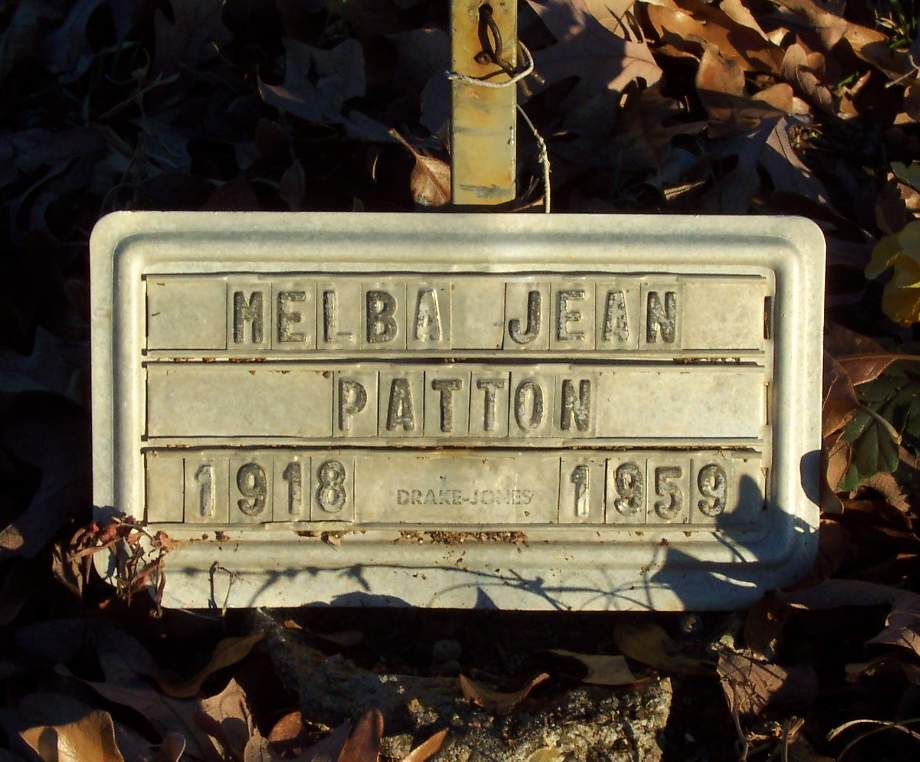 MELBA JEAN
PATTON
1918 DRAKE-JONES 1959